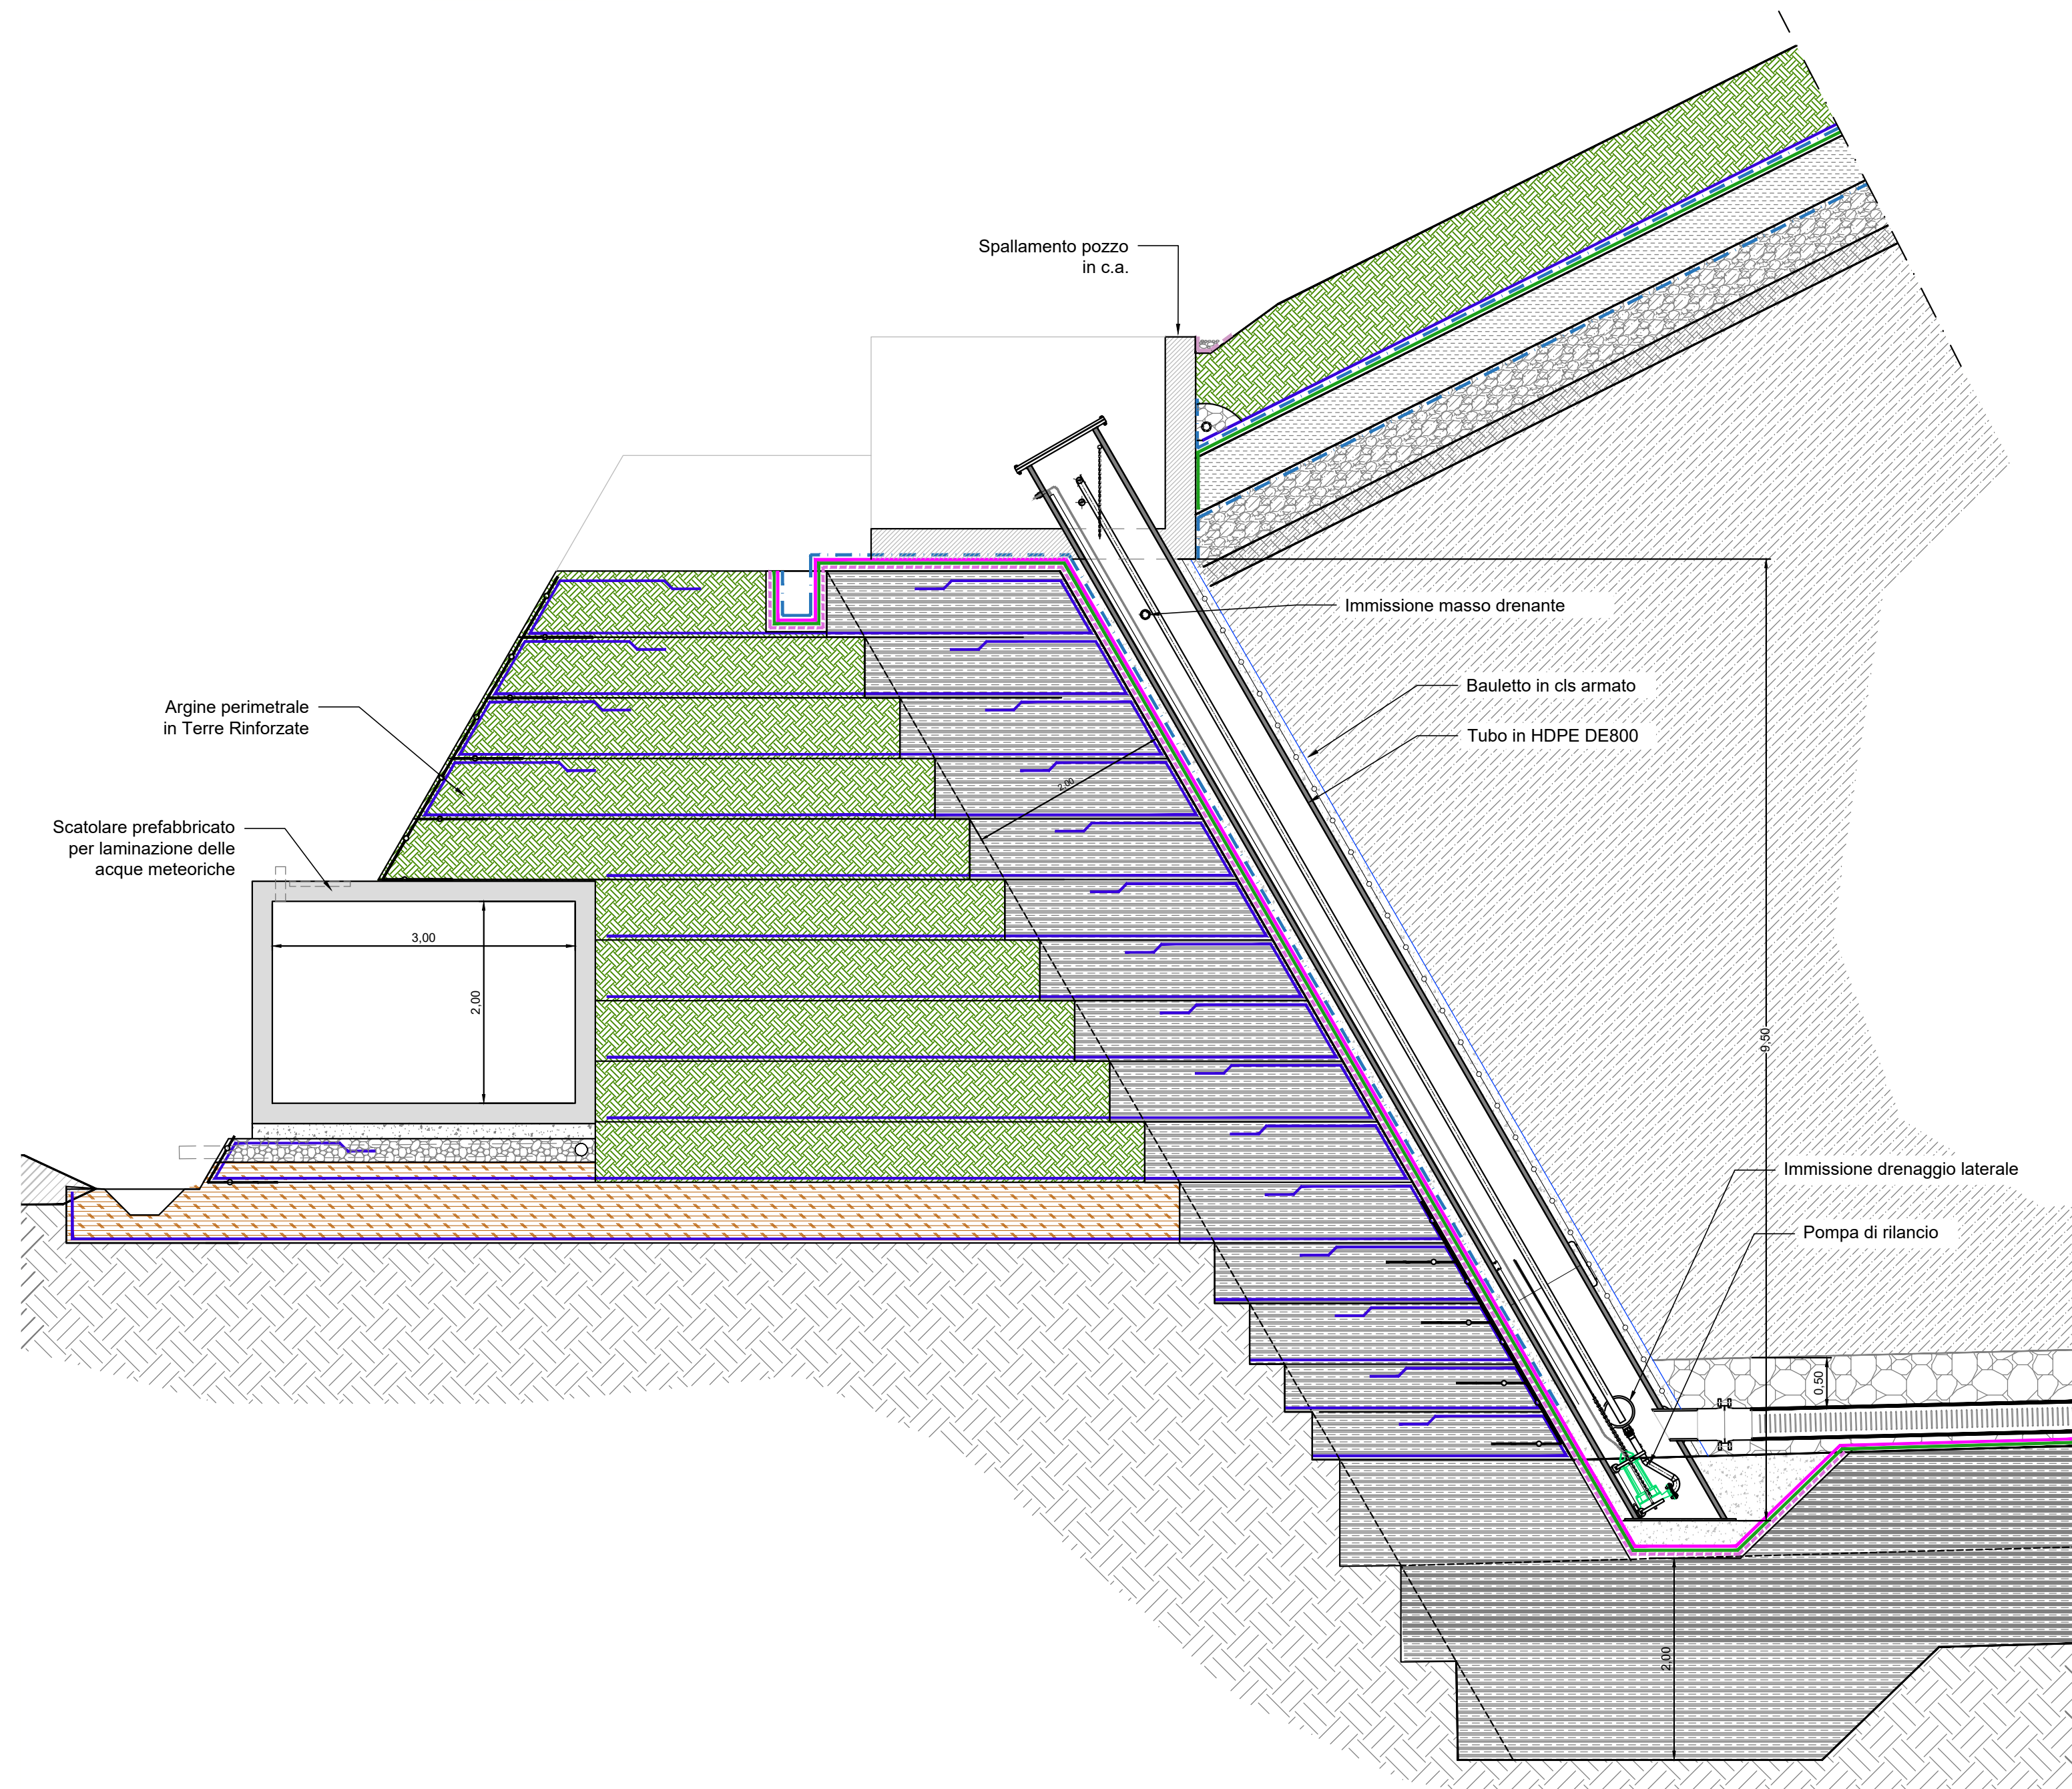 Spallamento pozzo
in c.a.
Immissione masso drenante
Bauletto in cls armato
Tubo in HDPE DE800
Argine perimetrale
in Terre Rinforzate
2,00
Scatolare prefabbricato
per laminazione delle
acque meteoriche
3,00
2,00
9,50
Immissione drenaggio laterale
Pompa di rilancio
0,50
2,00